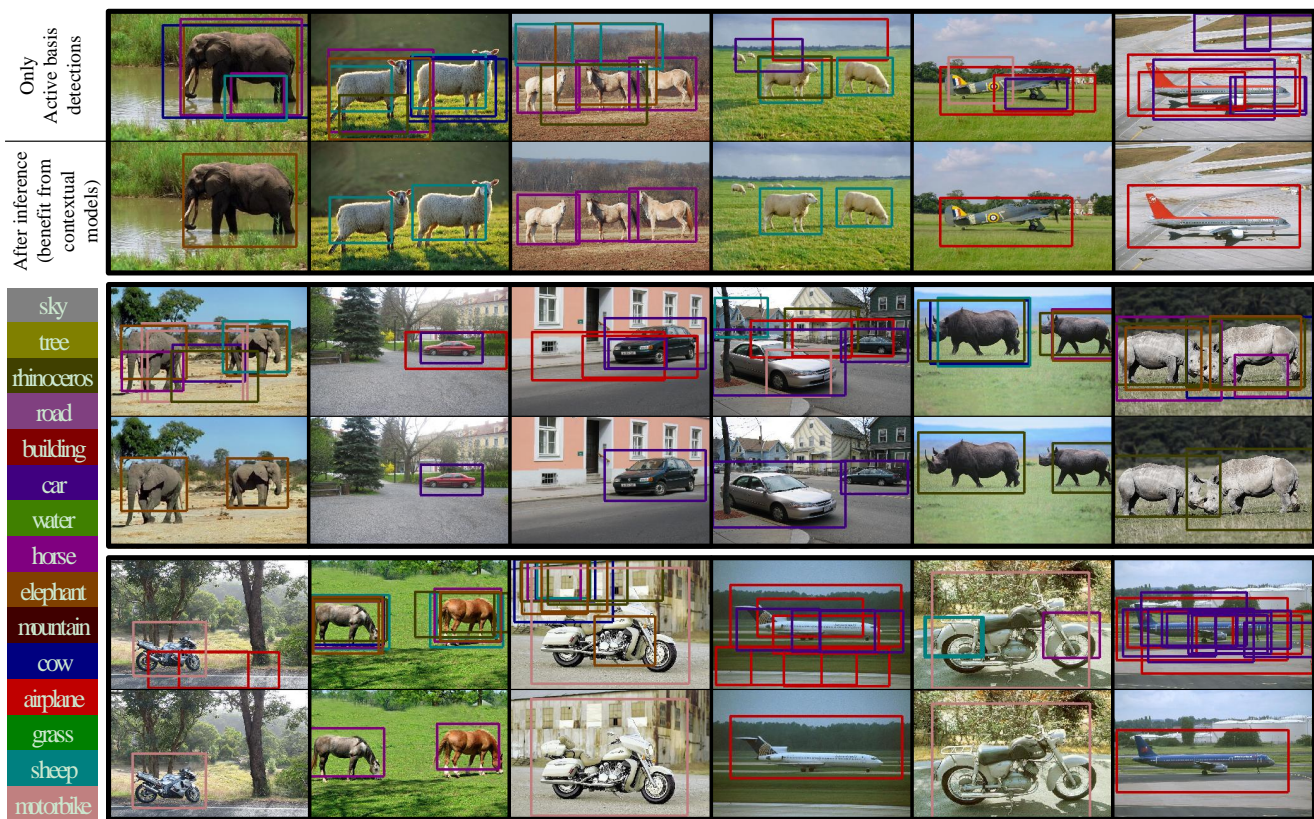 Only
Active basis
detections
After inference
(benefit from
contextual
models)
sky
tree
rhinoceros
road
building
car
water
horse
elephant
mountain
cow
airplane
grass
sheep
motorbike